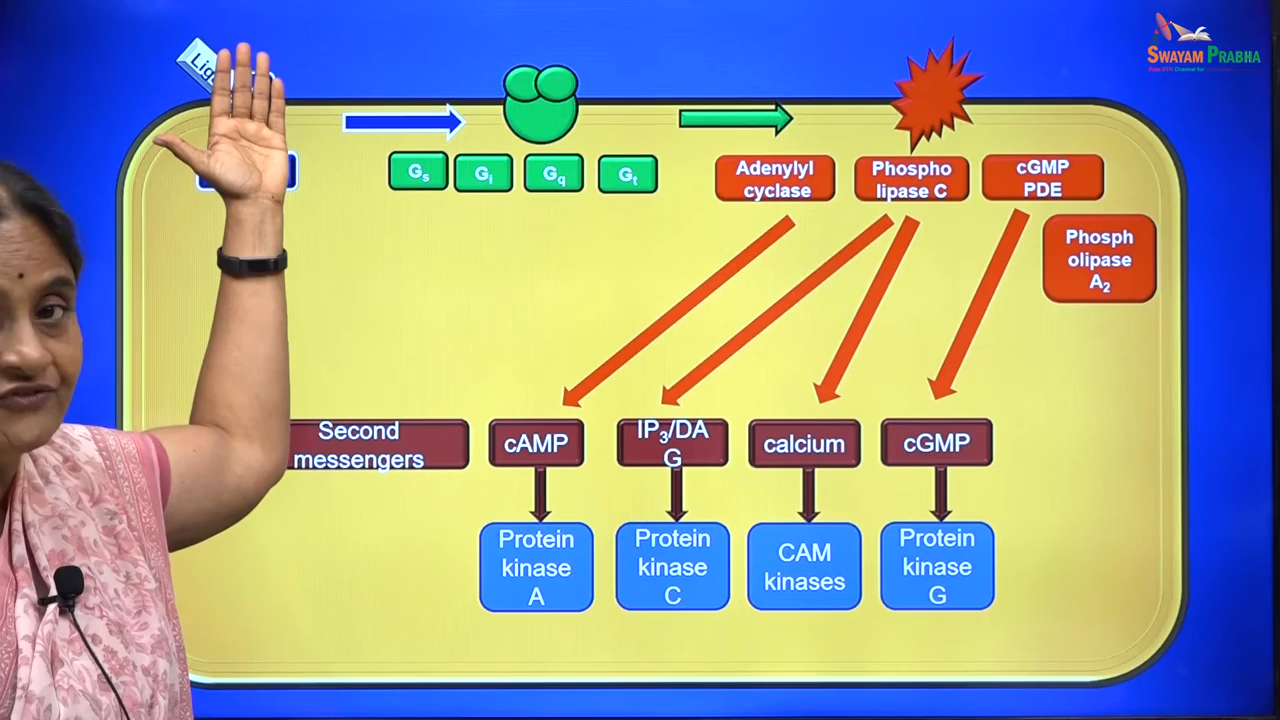 SWAYAM PRABHA
Gs
Gi
Gq
Gt
Adenylyl
cyclase
Phospho
lipase C
cGMP
PDE
Phosph
olipase
A2
Second
messengers
cAMP
IP3/DA
G
calcium
cGMP
Protein
kinase
A
Protein
kinase
C
CAM
kinases
Protein
kinase
G